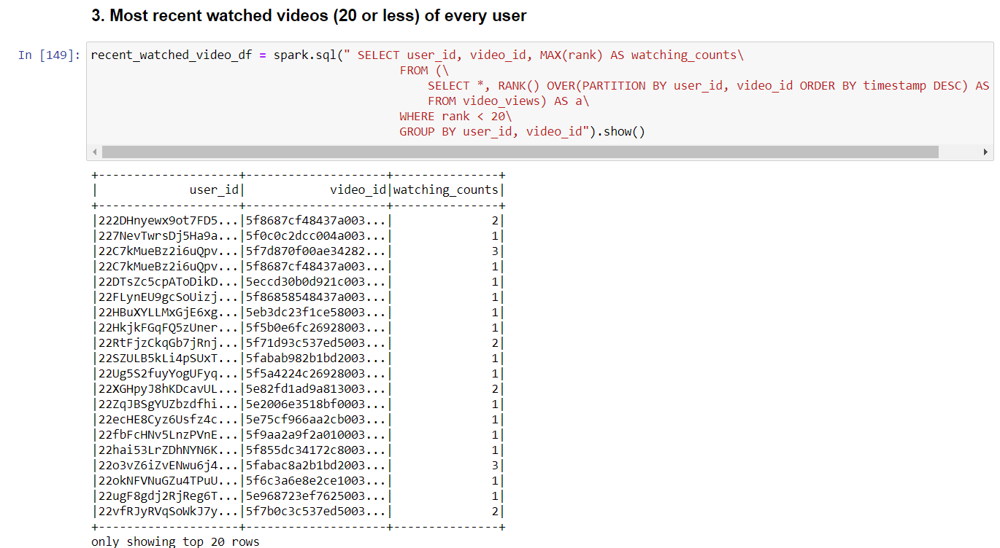 3. Most recent watched videos (20 or less) of every user
In [149]: recent_watched_video_df = spark.sql(" SELECT user_id, video_id, MAX(rank) AS watching_counts\
FROM (\
SELECT *, RANK() OVER(PARTITION BY user_id, video_id ORDER BY timestamp DESC) AS
FROM video_views) AS a\
WHERE rank < 20\
GROUP BY user_id, video_id").show()
+--------------------+--------------------+---------------+
|             user_id|            video_id|watching_counts|
+--------------------+--------------------+---------------+
|222DHnyewx9ot7FD5...|5f8687cf48437a003...|              2|
|227NevTwrsDj5Ha9a...|5f0c0c2dcc004a003...|              1|
|22C7kMueBz2i6uQpv...|5f7d870f00ae34282...|              3|
|22C7kMueBz2i6uQpv...|5f8687cf48437a003...|              1|
|22DTsZc5cpAToDikD...|5eccd30b0d921c003...|              1|
|22FLynEU9gcSoUizj...|5f86858548437a003...|              1|
|22HBuXYLLMxGjE6xg...|5eb3dc23f1ce58003...|              1|
|22HkjkFGqFQ5zUner...|5f5b0e6fc26928003...|              1|
|22RtFjzCkqGb7jRnj...|5f71d93c537ed5003...|              2|
|22SZULB5kLi4pSUxT...|5fabab982b1bd2003...|              1|
|22Ug5S2fuyYogUFyq...|5f5a4224c26928003...|              1|
|22XGHpyJ8hKDcavUL...|5e82fd1ad9a813003...|              2|
|22ZqJBSgYUZbzdfhi...|5e2006e3518bf0003...|              1|
|22ecHE8Cyz6Usfz4c...|5e75cf966aa2cb003...|              1|
|22fbFcHNv5LnzPVnE...|5f9aa2a9f2a010003...|              1|
|22hai53LrZDhNYN6K...|5f855dc34172c8003...|              1|
|22o3vZ6iZvENwu6j4...|5fabac8a2b1bd2003...|              3|
|22okNFVNuGZu4TPuU...|5f6c3a6e8e2ce1003...|              1|
|22ugF8gdj2RjReg6T...|5e968723ef7625003...|              1|
|22vfRJyRVqSoWkJ7y...|5f7b0c3c537ed5003...|              2|
+--------------------+--------------------+---------------+
only showing top 20 rows